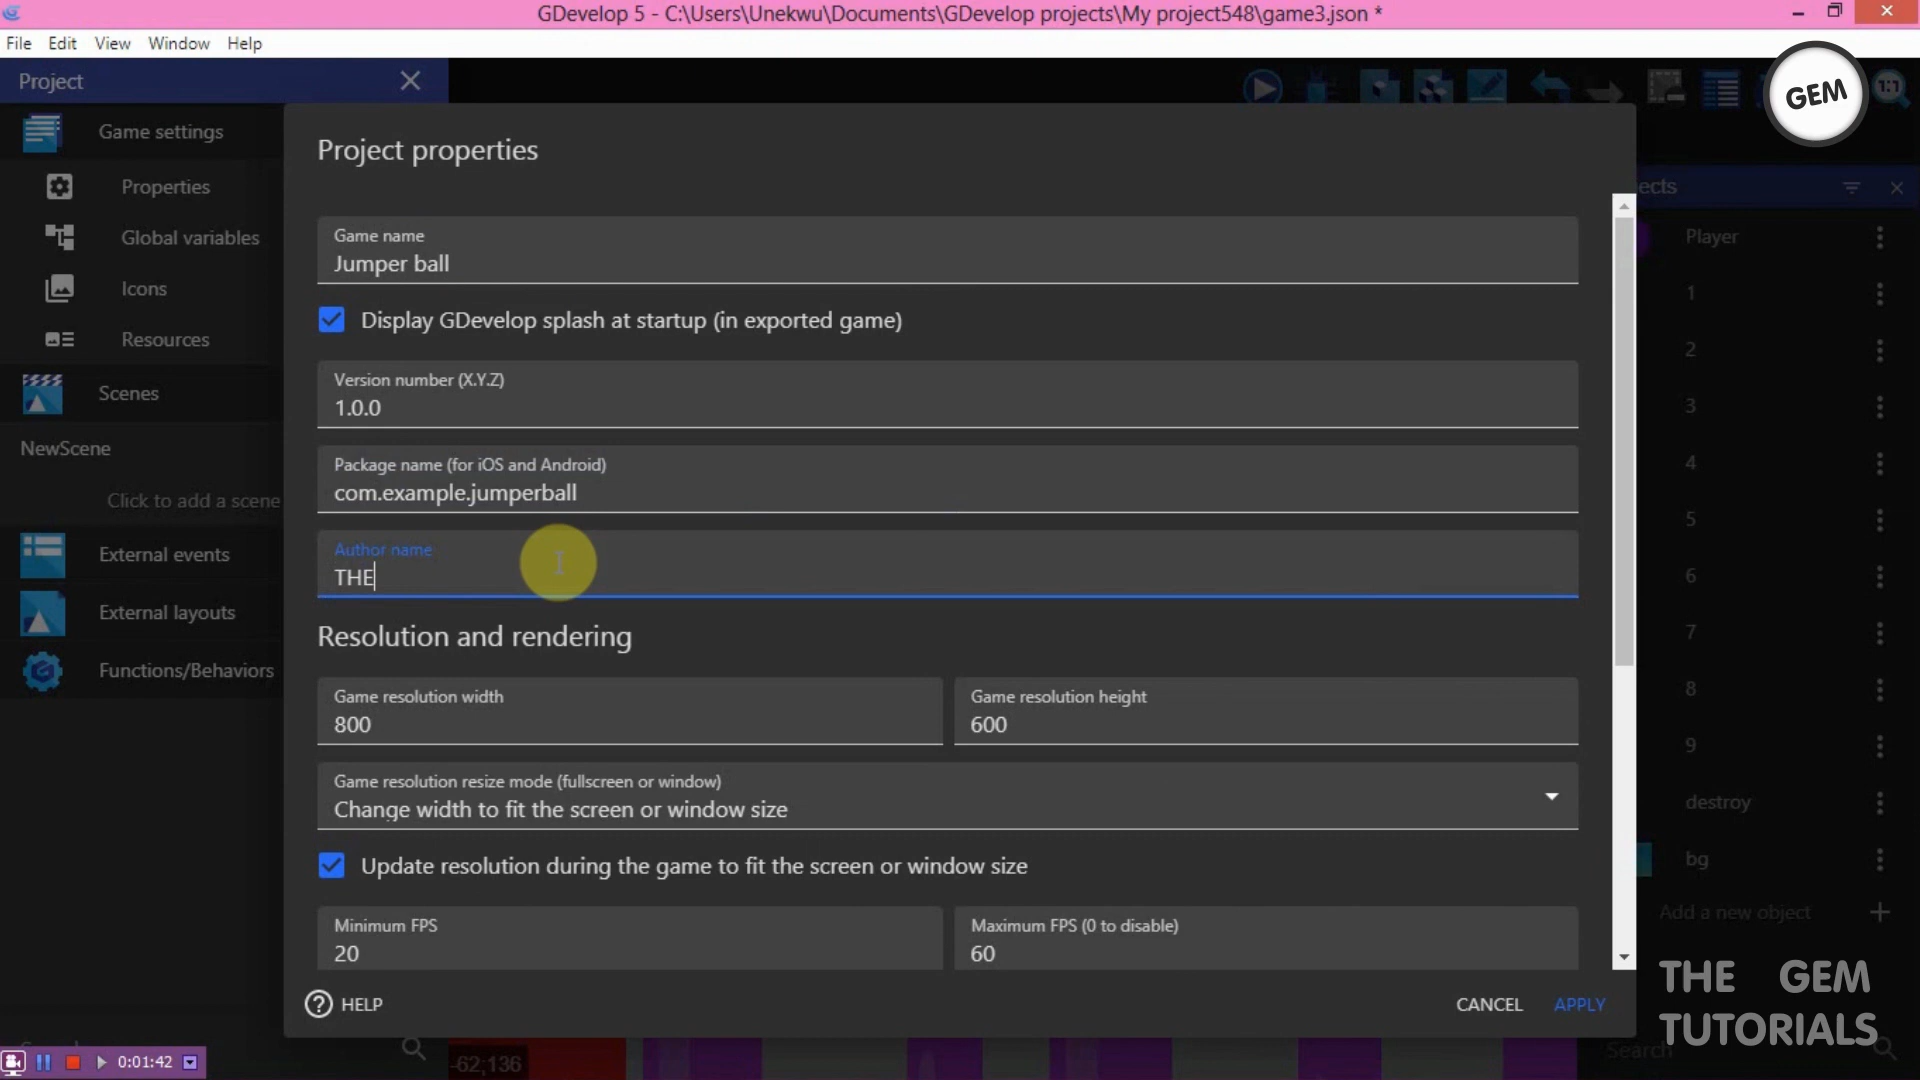 GDevelop 5 - C:\Users\Unekwu\Documents\GDevelop projects\My project548\game3.json *
File Edit View Window Help
Project
GEM
1:1
Game settings
Project properties
Properties
ects
Global variables
Game name
Jumper ball
Player
Icons
1
Display GDevelop splash at startup (in exported game)
Resources
2
Version number (X.Y.Z)
1.0.0
Scenes
3
NewScene
Package name (for iOS and Android)
com.example.jumperball
4
Click to add a scene
5
External events
Author name
THE
6
External layouts
Resolution and rendering
7
Functions/Behaviors
Game resolution width
800
Game resolution height
600
8
9
Game resolution resize mode (fullscreen or window)
Change width to fit the screen or window size
destroy
Update resolution during the game to fit the screen or window size
bg
Minimum FPS
20
Maximum FPS (0 to disable)
60
Add a new object
HELP
CANCEL APPLY
THE GEM
TUTORIALS
Search
0:01:42
-62;136